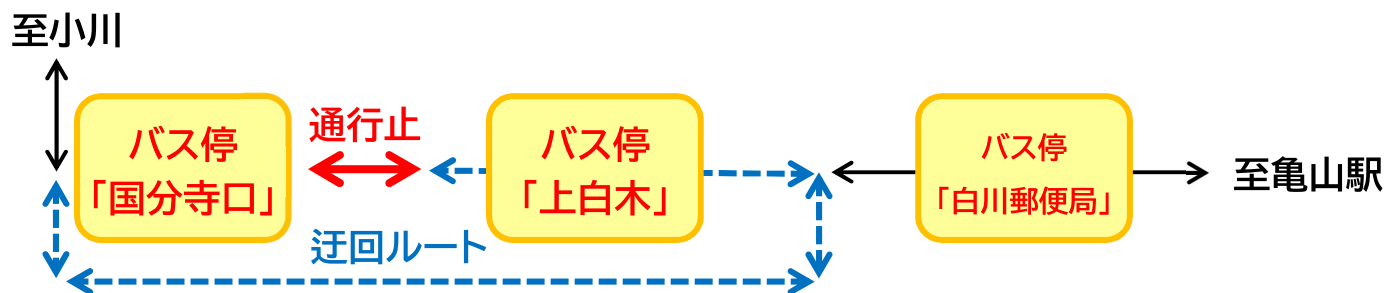 至小川
バス停
「国分寺口」
通行止
バス停
「上白木」
バス停
「白川郵便局」
至亀山駅
迂回ルート